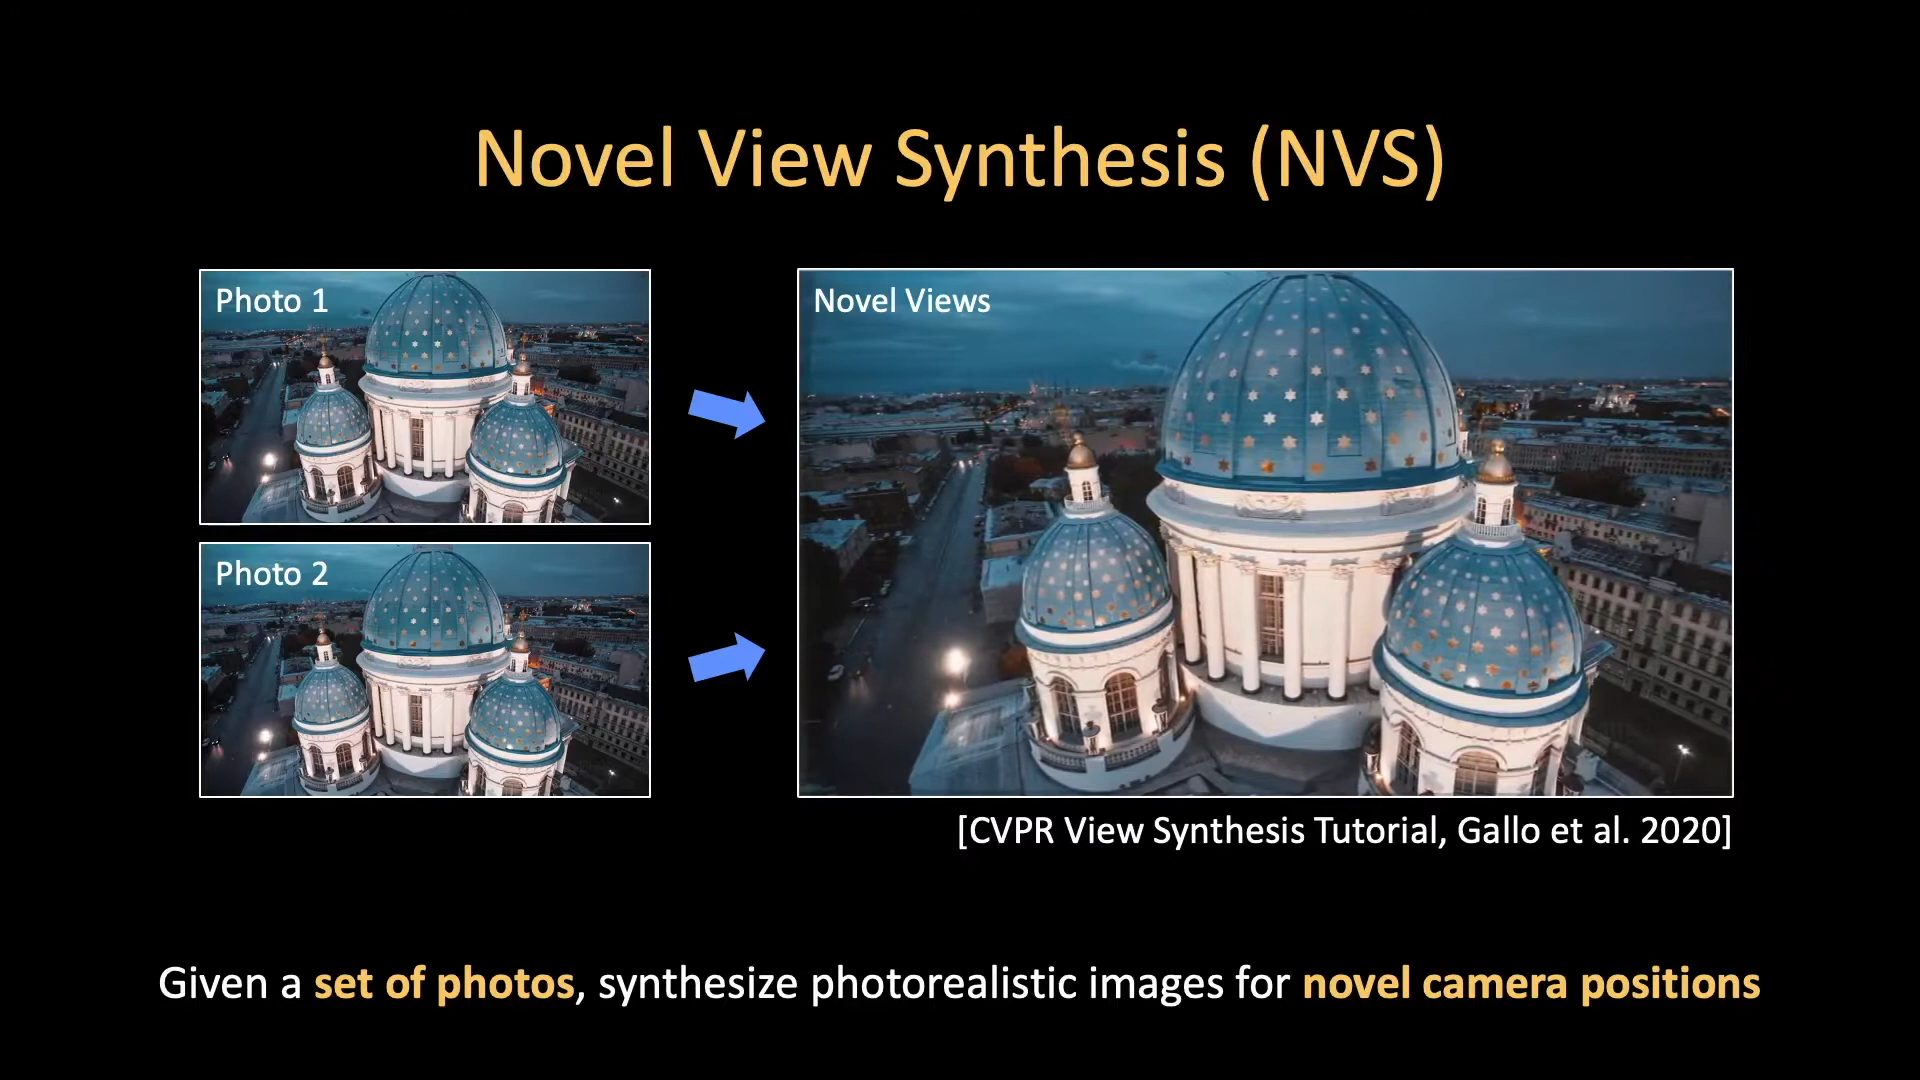 Novel View Synthesis (NVS)
Photo 1
Photo 2
Novel Views
[CVPR View Synthesis Tutorial, Gallo et al. 2020]
Given a set of photos, synthesize photorealistic images for novel camera positions